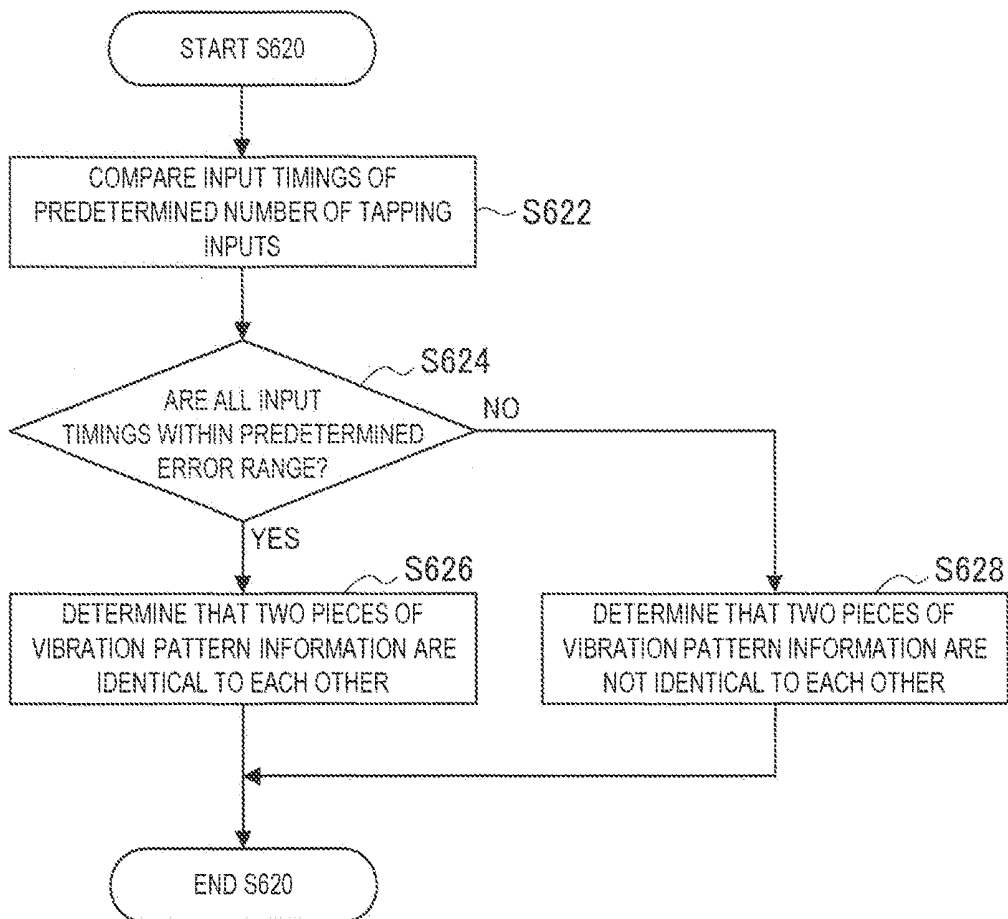 START S620
COMPARE INPUT TIMINGS OF
PREDETERMINED NUMBER OF TAPPING
INPUTS
S622
S624
ARE ALL INPUT
TIMINGS WITHIN PREDETERMINED
ERROR RANGE?
NO
YES
S626
DETERMINE THAT TWO PIECES OF
VIBRATION PATTERN INFORMATION ARE
IDENTICAL TO EACH OTHER
S628
DETERMINE THAT TWO PIECES OF
VIBRATION PATTERN INFORMATION ARE
NOT IDENTICAL TO EACH OTHER
END S620